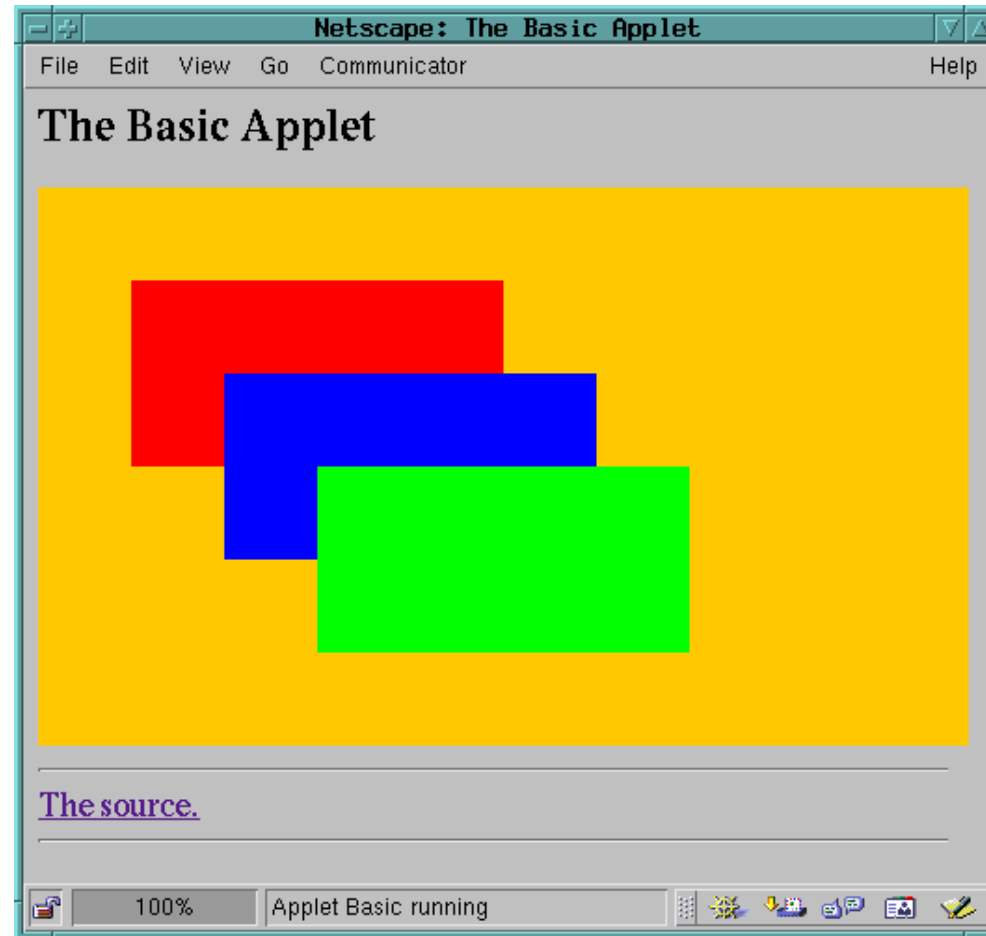 Netscape: The Basic Applet
File Edit View Go Communicator Help
The Basic Applet
The source.
100% Applet Basic running